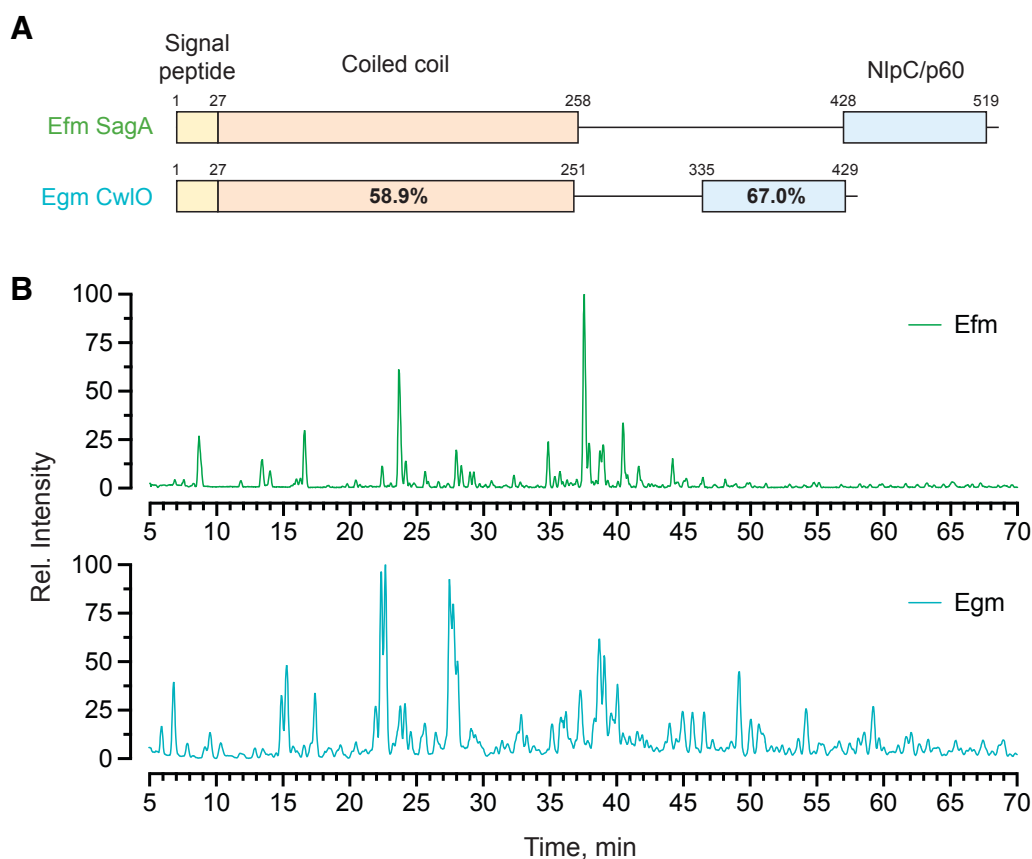 A
Signal
peptide
Coiled coil
NlpC/p60
1 27 258 428 519
Efm SagA
1 27 251 335 429
Egm CwlO
58.9%
67.0%
B
Rel. Intensity
100
75
50
25
0
Efm
5 10 15 20 25 30 35 40 45 50 55 60 65 70
100
75
50
25
0
Egm
5 10 15 20 25 30 35 40 45 50 55 60 65 70
Time, min